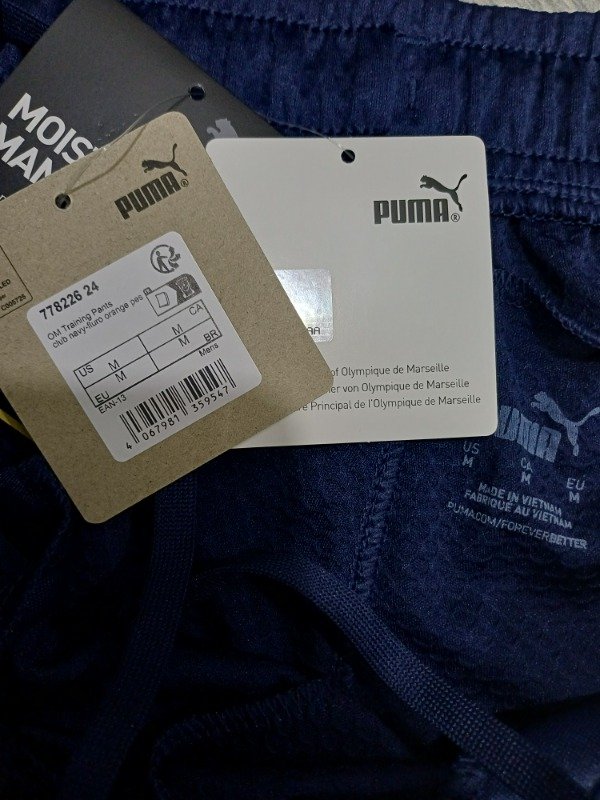 MOIS
MAN
PUMA®
778226 24
OM Training Pants
club navy-fluro orange pes
US M
M CA
EU M
M BR
Mens
EAN-13
4 067981 359547
PUMA®
of Olympique de Marseille
von Olympique de Marseille
Principal de l'Olympique de Marseille
PUMA
US CA EU
M M M
MADE IN VIETNAM
FABRIQUÉ AU VIETNAM
PUMA.COM/FOREVERBETTER